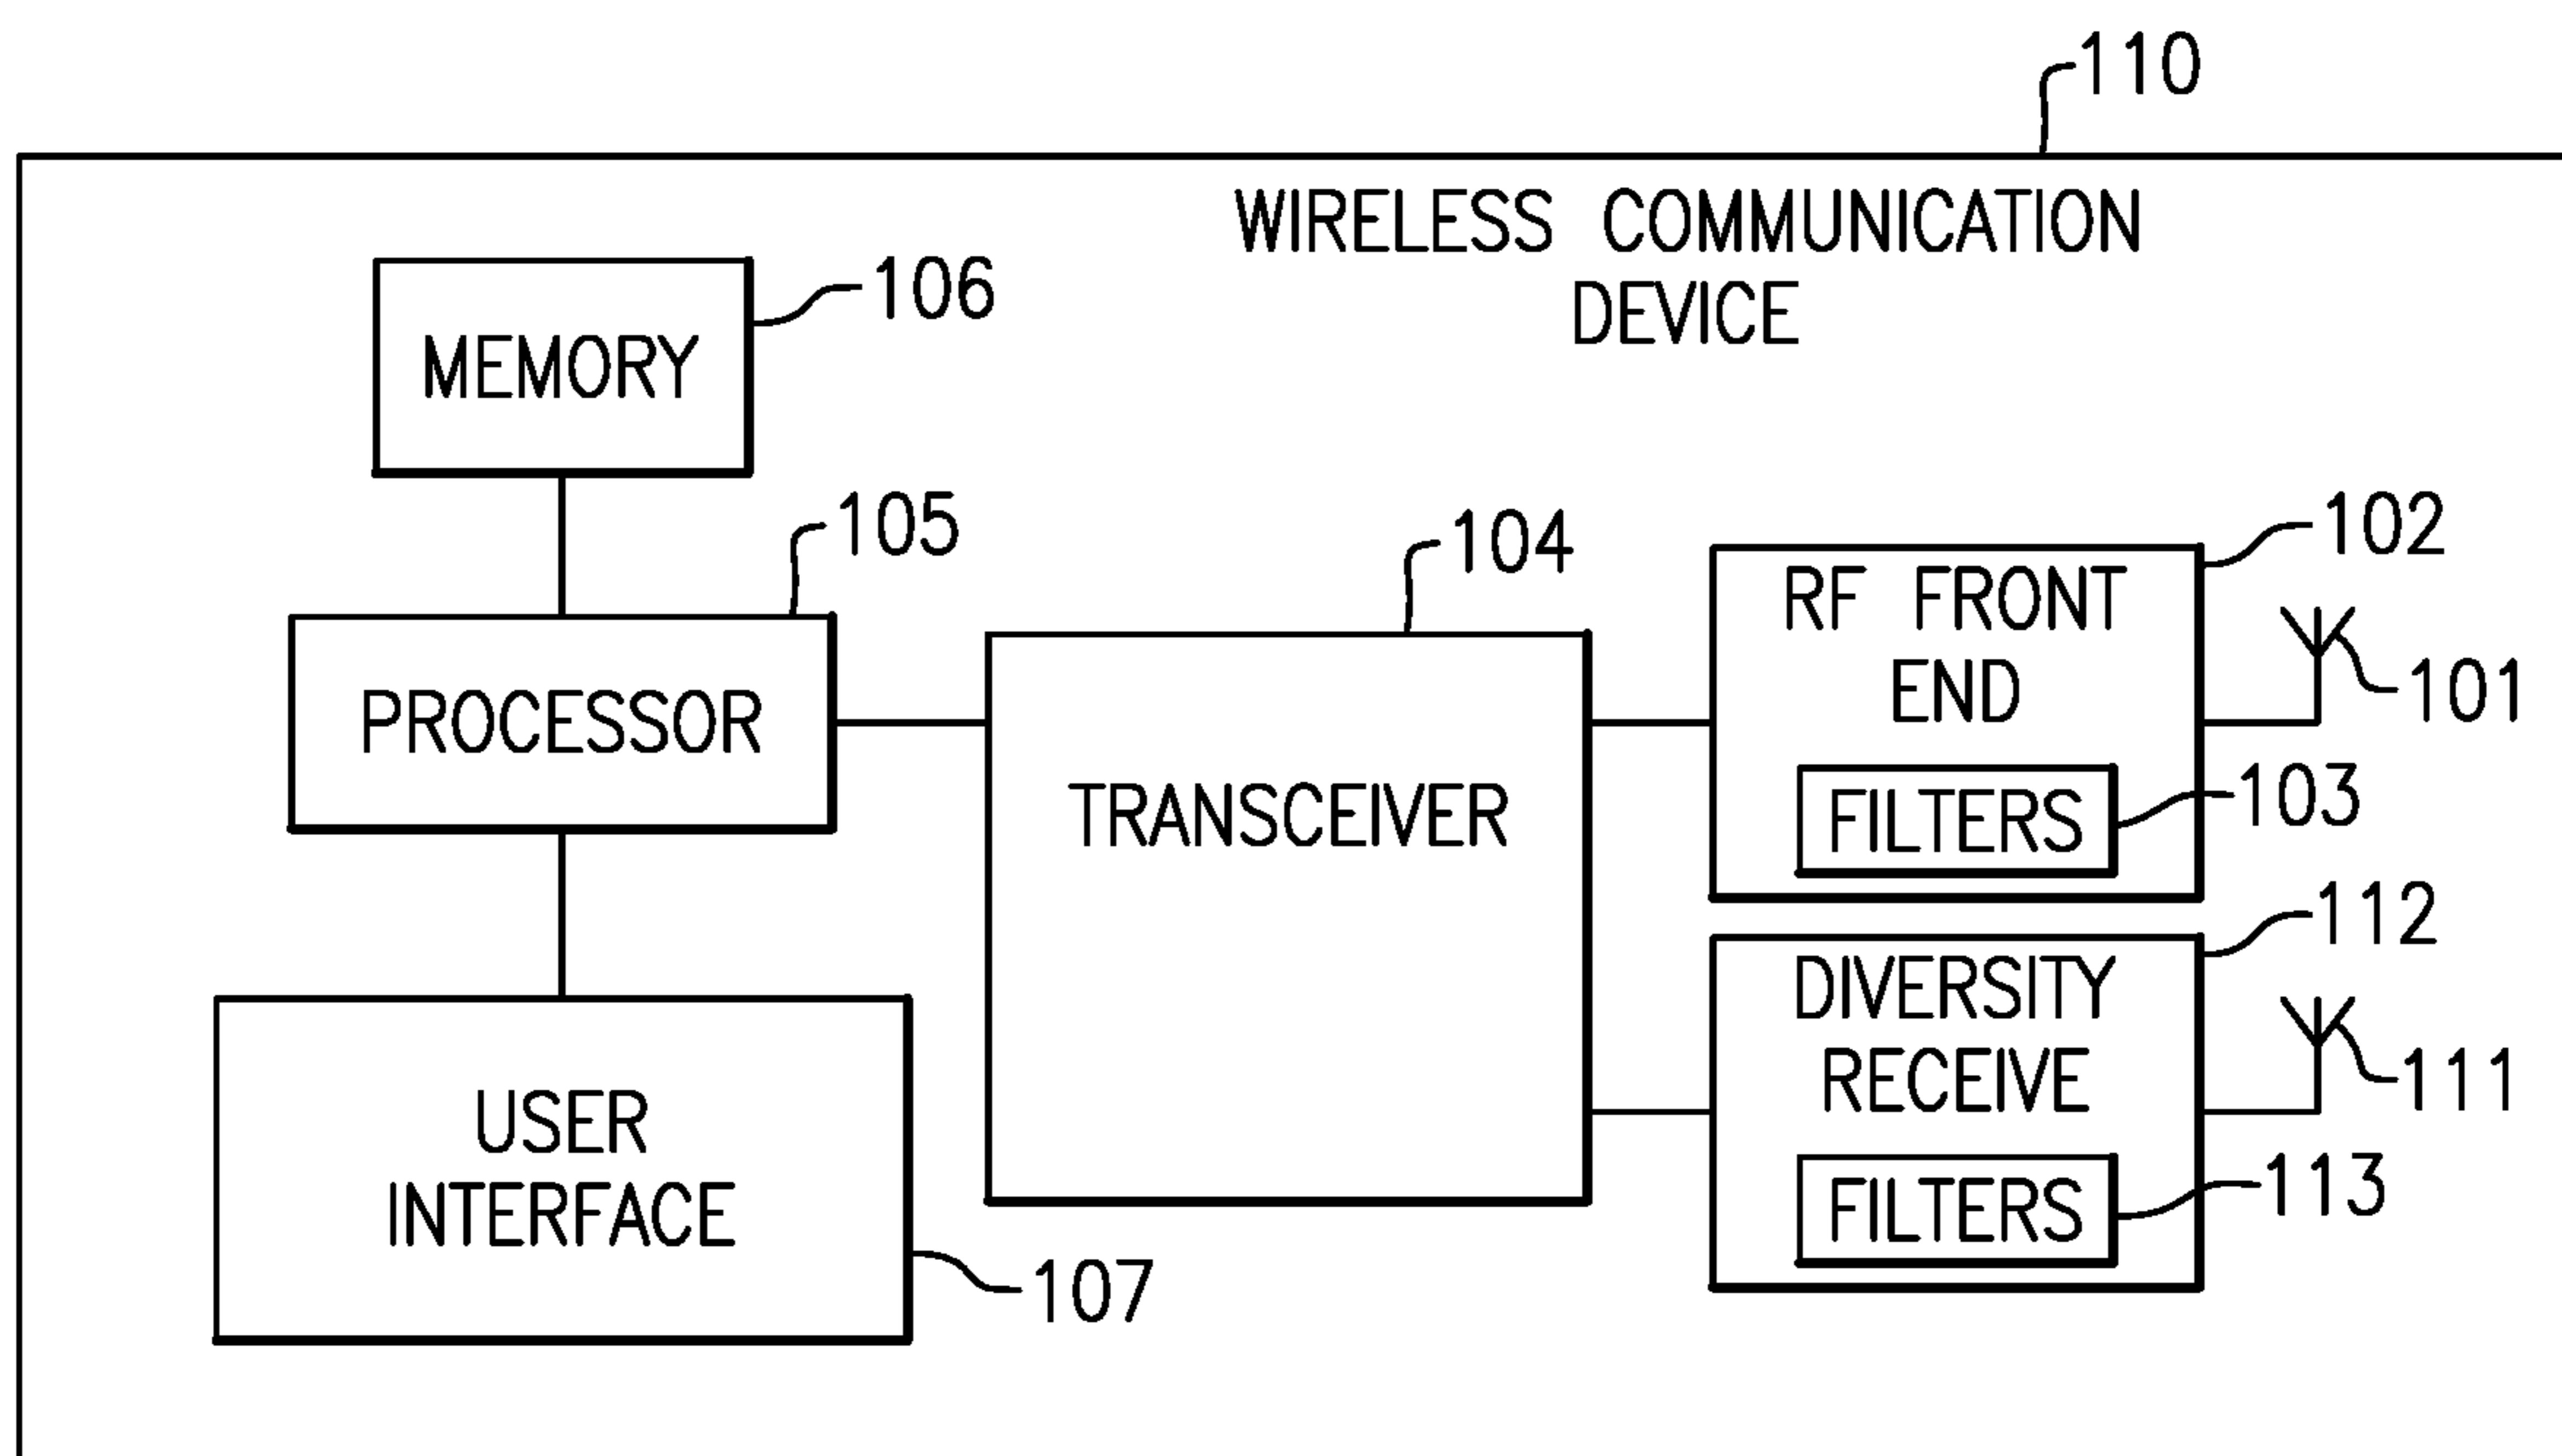 110
WIRELESS COMMUNICATION
DEVICE
106
MEMORY
105
104
102
RF FRONT
END
101
PROCESSOR
TRANSCEIVER
103
FILTERS
112
DIVERSITY
RECEIVE
111
USER
INTERFACE
113
FILTERS
107